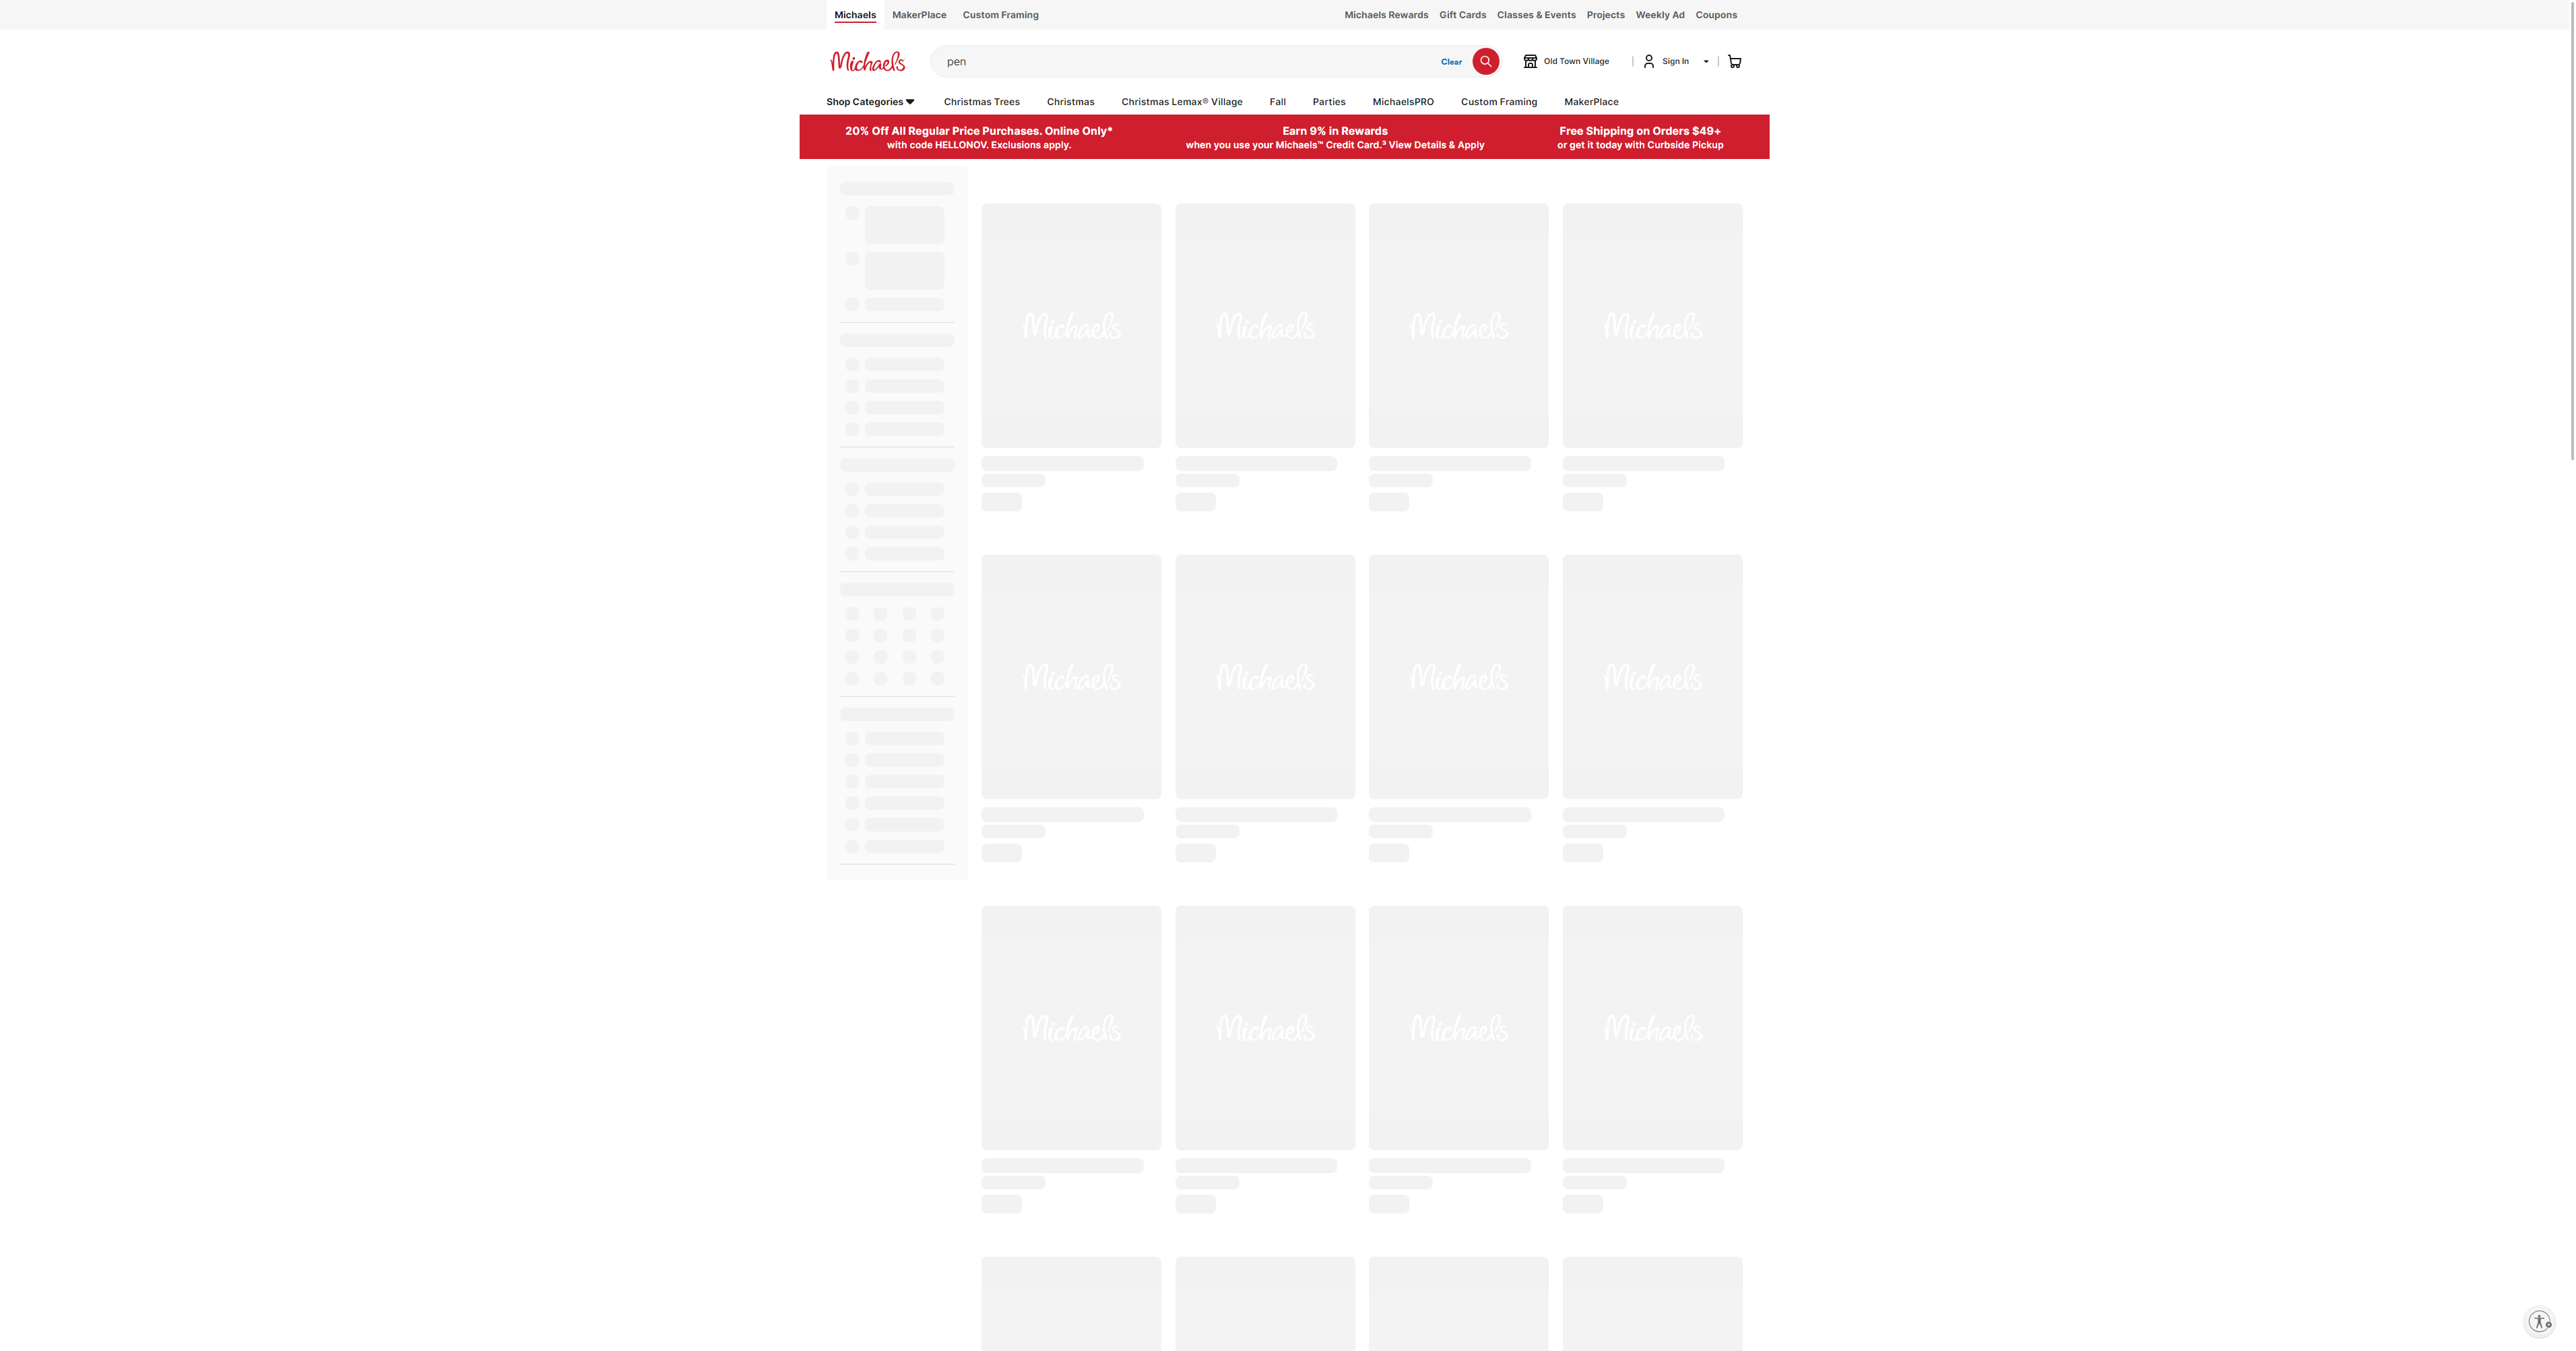 Michaels
MakerPlace
Custom Framing
Michaels Rewards
Gift Cards
Classes & Events
Projects
Weekly Ad
Coupons
Michaels
pen
Clear
Old Town Village
Sign In
Shop Categories
Christmas Trees
Christmas
Christmas Lemax® Village
Fall
Parties
MichaelsPRO
Custom Framing
MakerPlace
20% Off All Regular Price Purchases. Online Only*
with code HELLONOV. Exclusions apply.
Earn 9% in Rewards
when you use your Michaels™ Credit Card.³ View Details & Apply
Free Shipping on Orders $49+
or get it today with Curbside Pickup
Michaels
Michaels
Michaels
Michaels
Michaels
Michaels
Michaels
Michaels
Michaels
Michaels
Michaels
Michaels